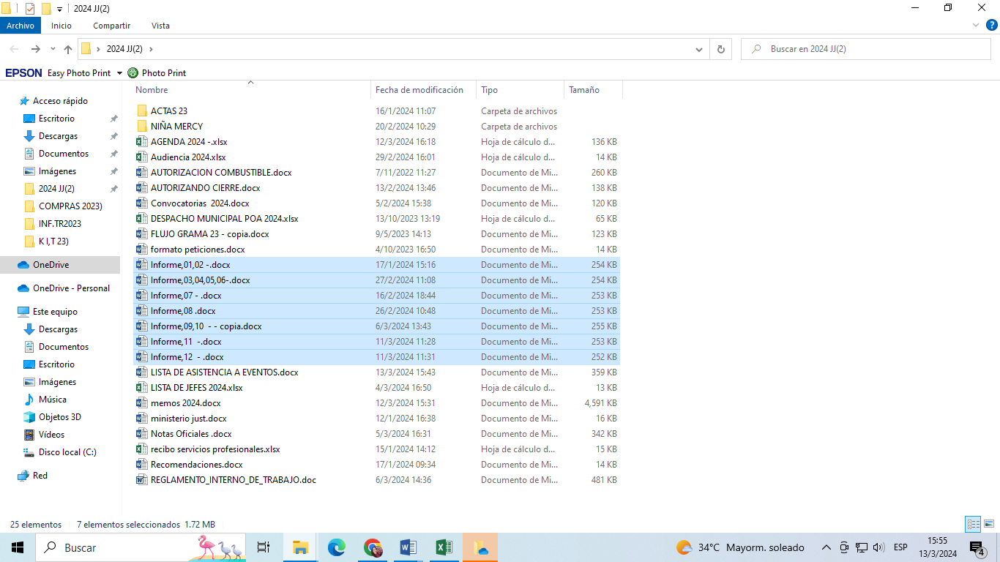 2024 JJ(2)
Archivo Inicio Compartir Vista
2024 JJ(2)
Buscar en 2024 JJ(2)
EPSON Easy Photo Print Photo Print
Nombre Fecha de modificación Tipo Tamaño
Acceso rápido
Escritorio
Descargas
Documentos
Imágenes
2024 JJ(2)
COMPRAS 2023)
INF.TR2023
K I,T 23)
OneDrive
OneDrive - Personal
Este equipo
Descargas
Documentos
Escritorio
Imágenes
Música
Objetos 3D
Vídeos
Disco local (C:)
Red
ACTAS 23 16/1/2024 11:07 Carpeta de archivos
NIÑA MERCY 20/2/2024 10:29 Carpeta de archivos
AGENDA 2024 -.xlsx 12/3/2024 16:18 Hoja de cálculo d... 136 KB
Audiencia 2024.xlsx 29/2/2024 16:01 Hoja de cálculo d... 14 KB
AUTORIZACION COMBUSTIBLE.docx 7/11/2022 11:27 Documento de Mi... 260 KB
AUTORIZANDO CIERRE.docx 13/2/2024 13:46 Documento de Mi... 138 KB
Convocatorias  2024.docx 5/2/2024 15:38 Documento de Mi... 120 KB
DESPACHO MUNICIPAL POA 2024.xlsx 13/10/2023 13:19 Hoja de cálculo d... 65 KB
FLUJO GRAMA 23 - copia.docx 9/5/2023 14:13 Documento de Mi... 123 KB
formato peticiones.docx 4/10/2023 16:50 Documento de Mi... 14 KB
Informe,01,02 -.docx 17/1/2024 15:16 Documento de Mi... 254 KB
Informe,03,04,05,06-.docx 27/2/2024 11:08 Documento de Mi... 254 KB
Informe,07 - .docx 16/2/2024 18:44 Documento de Mi... 253 KB
Informe,08 .docx 26/2/2024 10:48 Documento de Mi... 253 KB
Informe,09,10  - - copia.docx 6/3/2024 13:43 Documento de Mi... 255 KB
Informe,11  -.docx 11/3/2024 11:28 Documento de Mi... 253 KB
Informe,12  - .docx 11/3/2024 11:31 Documento de Mi... 252 KB
LISTA DE ASISTENCIA A EVENTOS.docx 13/3/2024 15:43 Documento de Mi... 359 KB
LISTA DE JEFES 2024.xlsx 4/3/2024 16:50 Hoja de cálculo d... 13 KB
memos 2024.docx 12/3/2024 15:31 Documento de Mi... 4,591 KB
ministerio just.docx 12/1/2024 16:38 Documento de Mi... 16 KB
Notas Oficiales .docx 5/3/2024 16:31 Documento de Mi... 342 KB
recibo servicios profesionales.xlsx 15/1/2024 14:12 Hoja de cálculo d... 15 KB
Recomendaciones.docx 17/1/2024 09:34 Documento de Mi... 14 KB
REGLAMENTO_INTERNO_DE_TRABAJO.doc 6/3/2024 14:36 Documento de Mi... 481 KB
25 elementos 7 elementos seleccionados 1.72 MB
Buscar
34°C Mayorm. soleado
ESP
15:55
13/3/2024
4